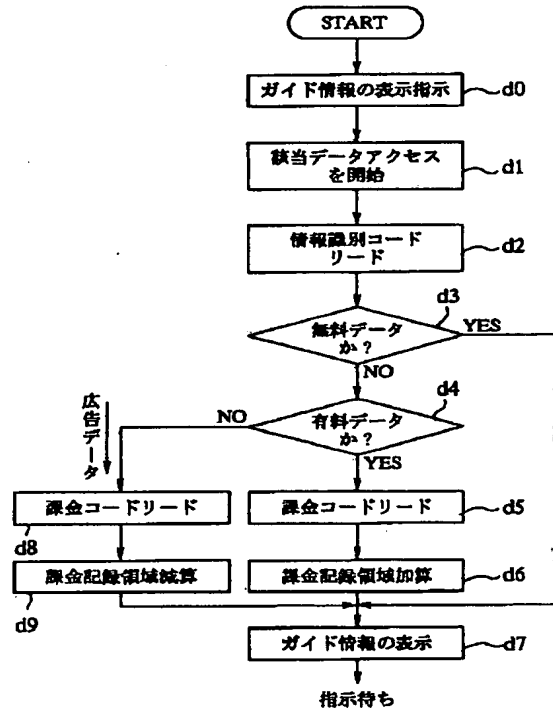 START
ガイド情報の表示指示
d0
該当データアクセス
を開始
d1
情報識別コード
リード
d2
d3
無料データ
か？
YES
NO
d4
有料データ
か？
NO
YES
広告データ
課金コードリード
d8
課金コードリード
d5
課金記録領域減算
d9
課金記録領域加算
d6
ガイド情報の表示
d7
指示待ち